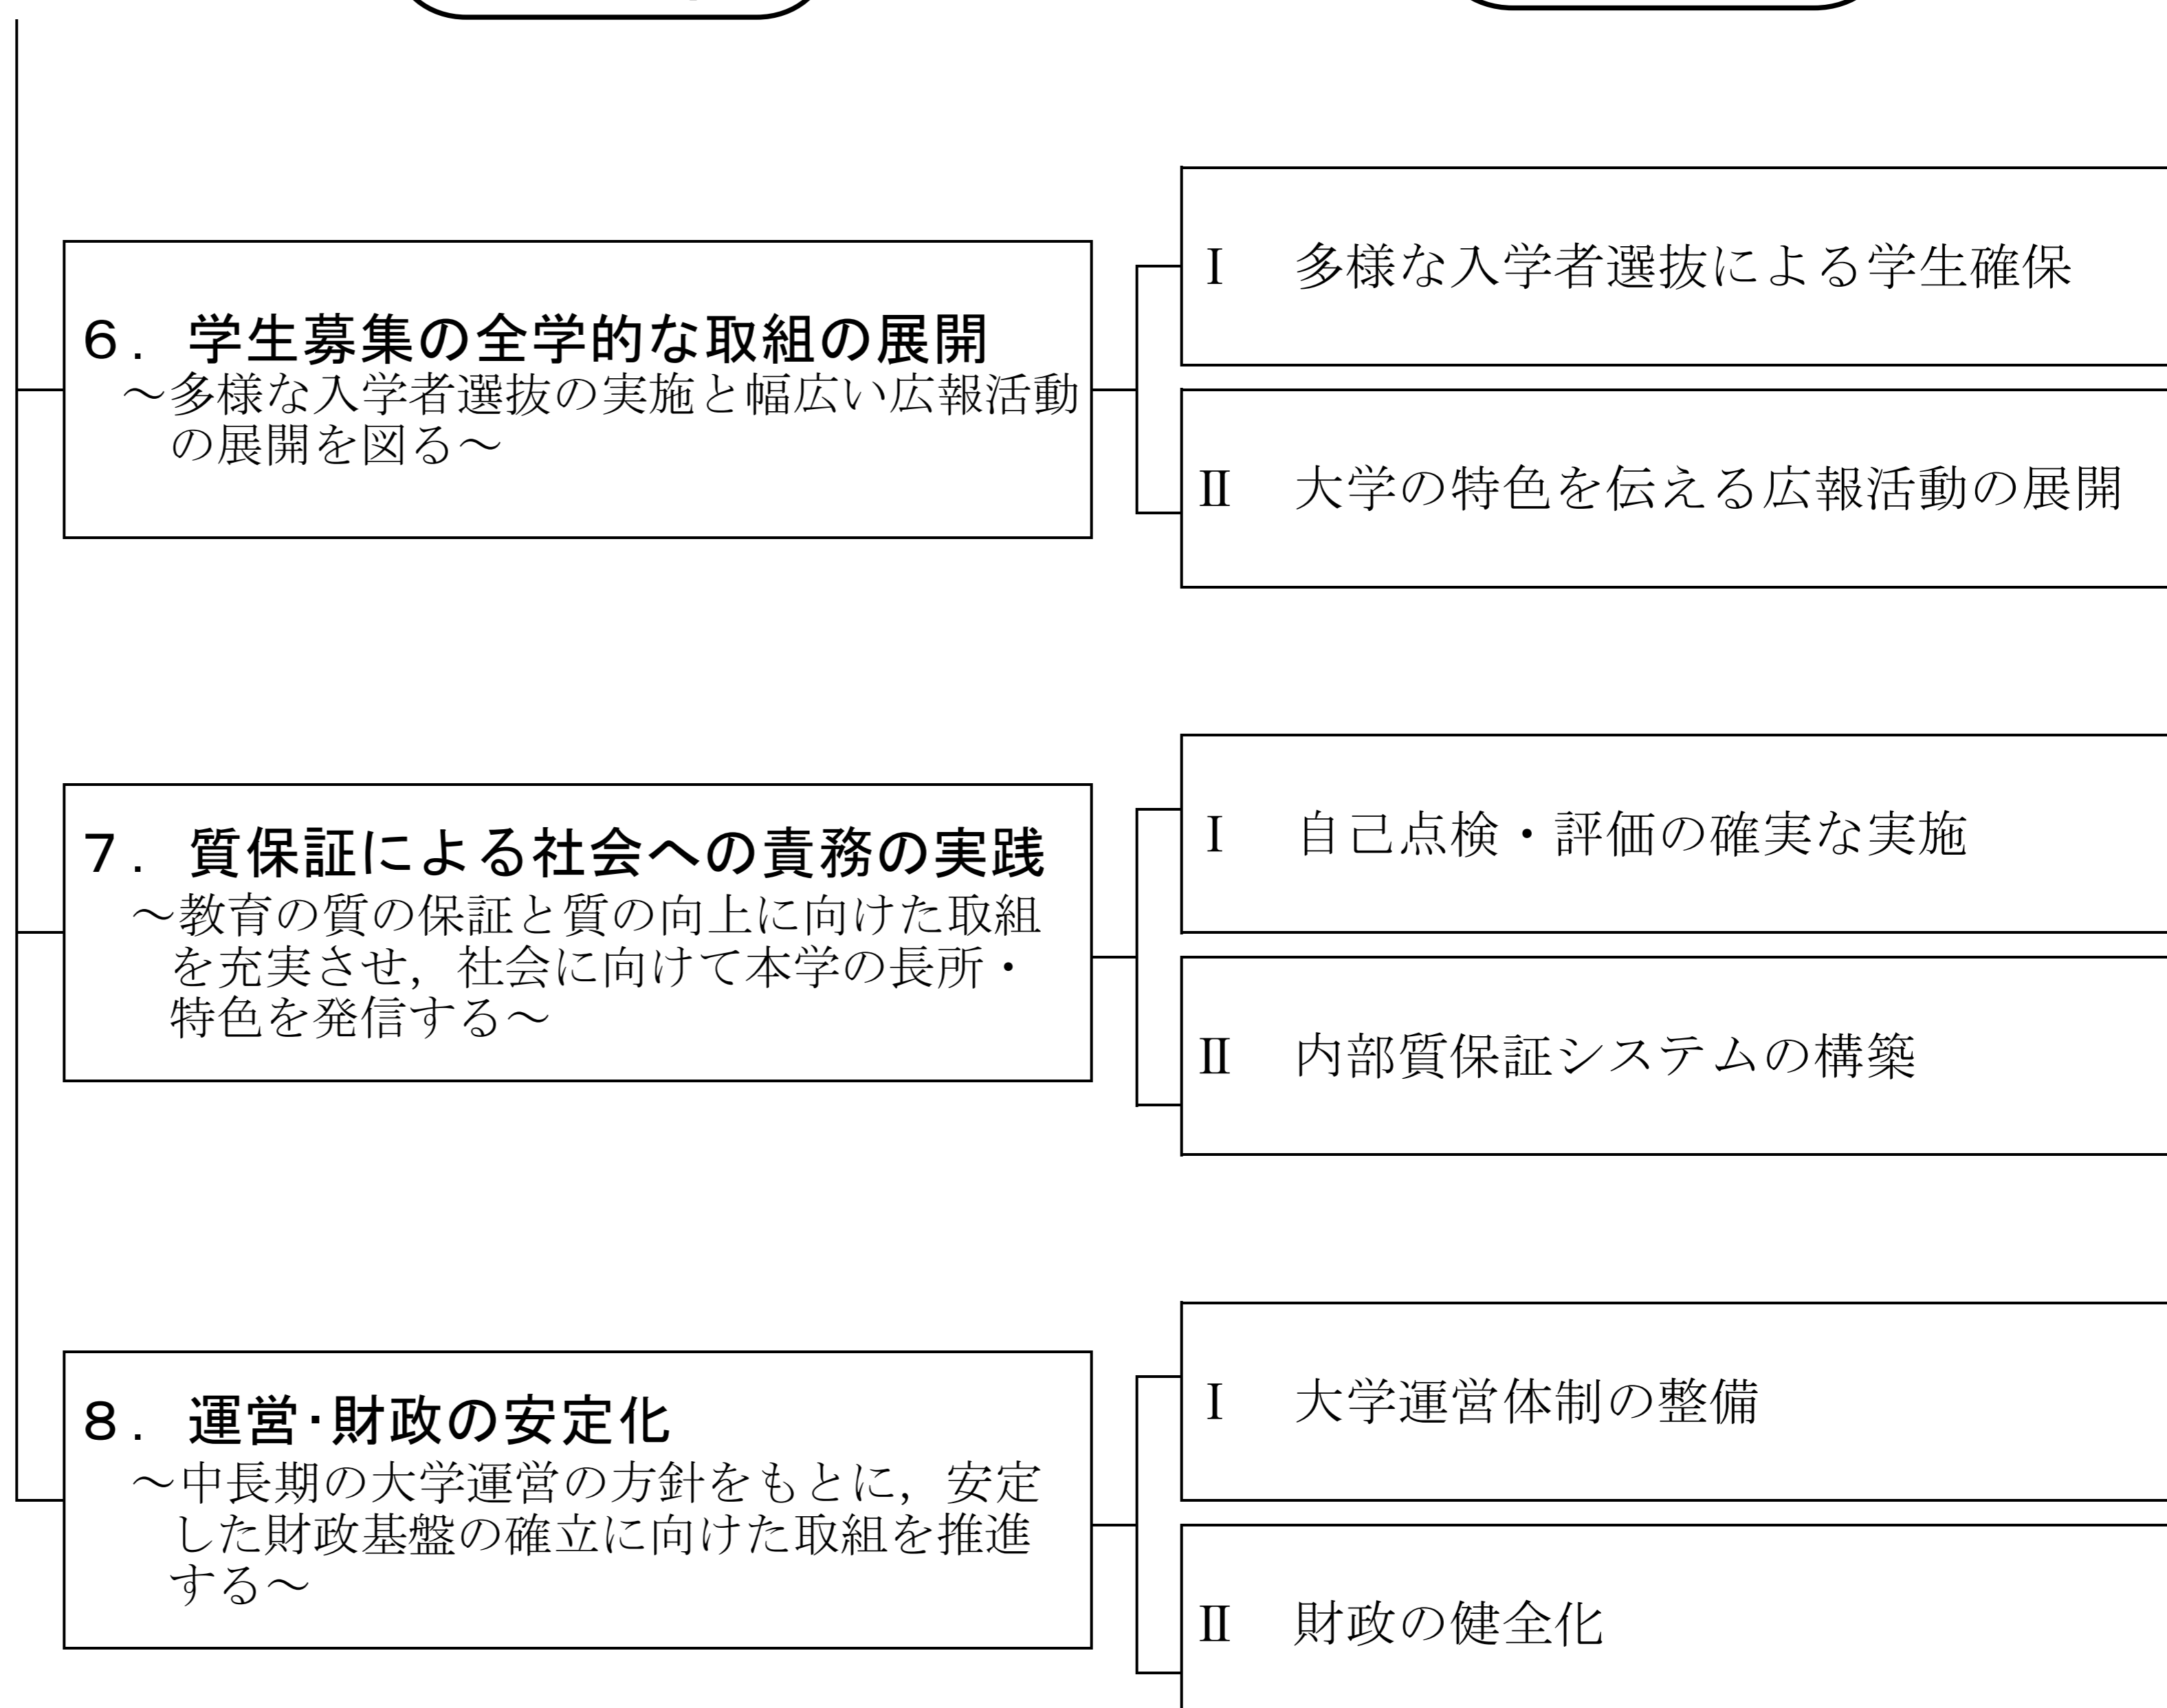 ６．学生募集の全学的な取組の展開
～多様な入学者選抜の実施と幅広い広報活動
の展開を図る～
Ⅰ　多様な入学者選抜による学生確保
Ⅱ　大学の特色を伝える広報活動の展開
７．質保証による社会への責務の実践
～教育の質の保証と質の向上に向けた取組
を充実させ，社会に向けて本学の長所・
特色を発信する～
Ⅰ　自己点検・評価の確実な実施
Ⅱ　内部質保証システムの構築
８．運営･財政の安定化
～中長期の大学運営の方針をもとに，安定
した財政基盤の確立に向けた取組を推進
する～
Ⅰ　大学運営体制の整備
Ⅱ　財政の健全化